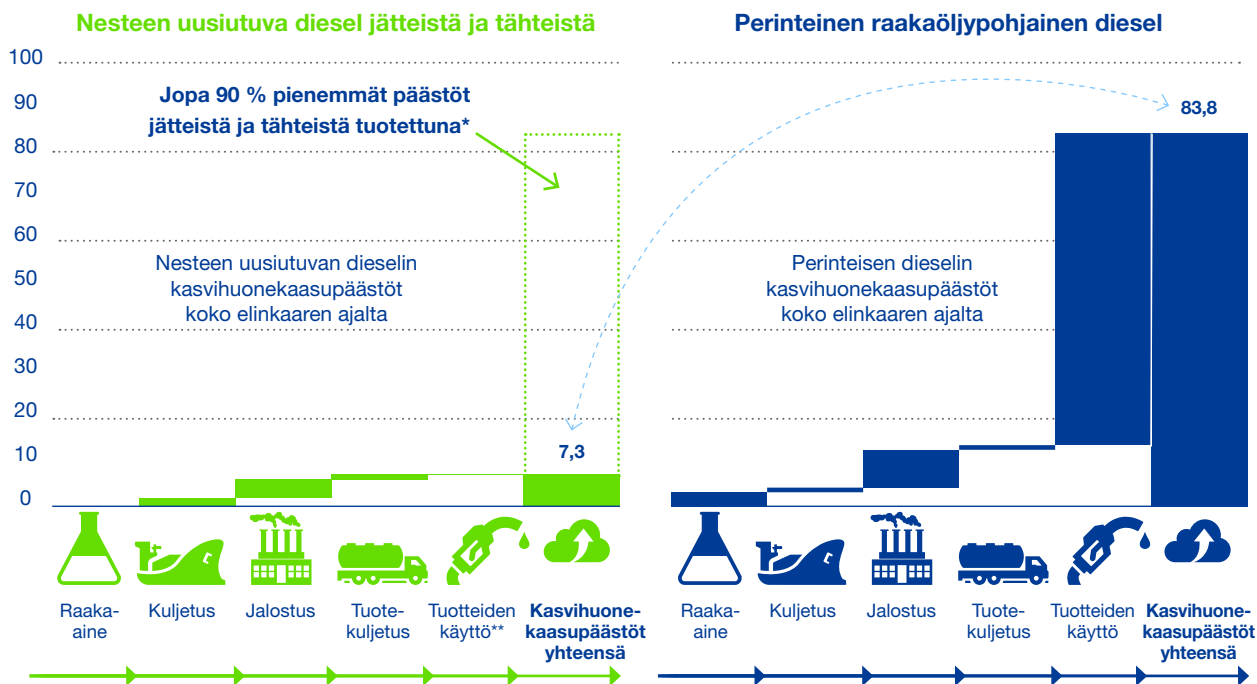 Nesteen uusiutuva diesel jätteistä ja tähteistä
100
90
80
70
60
50
40
30
20
10
0
Jopa 90 % pienemmät päästöt
jätteistä ja tähteistä tuotettuna*
Nesteen uusiutuvan dieselin
kasvihuonekaasupäästöt
koko elinkaaren ajalta
7,3
Raaka-
aine
Kuljetus
Jalostus
Tuote-
kuljetus
Tuotteiden
käyttö**
Kasvihuone-
kaasupäästöt
yhteensä
Perinteinen raakaöljypohjainen diesel
83,8
Perinteisen dieselin
kasvihuonekaasupäästöt
koko elinkaaren ajalta
Raaka-
aine
Kuljetus
Jalostus
Tuote-
kuljetus
Tuotteiden
käyttö
Kasvihuone-
kaasupäästöt
yhteensä